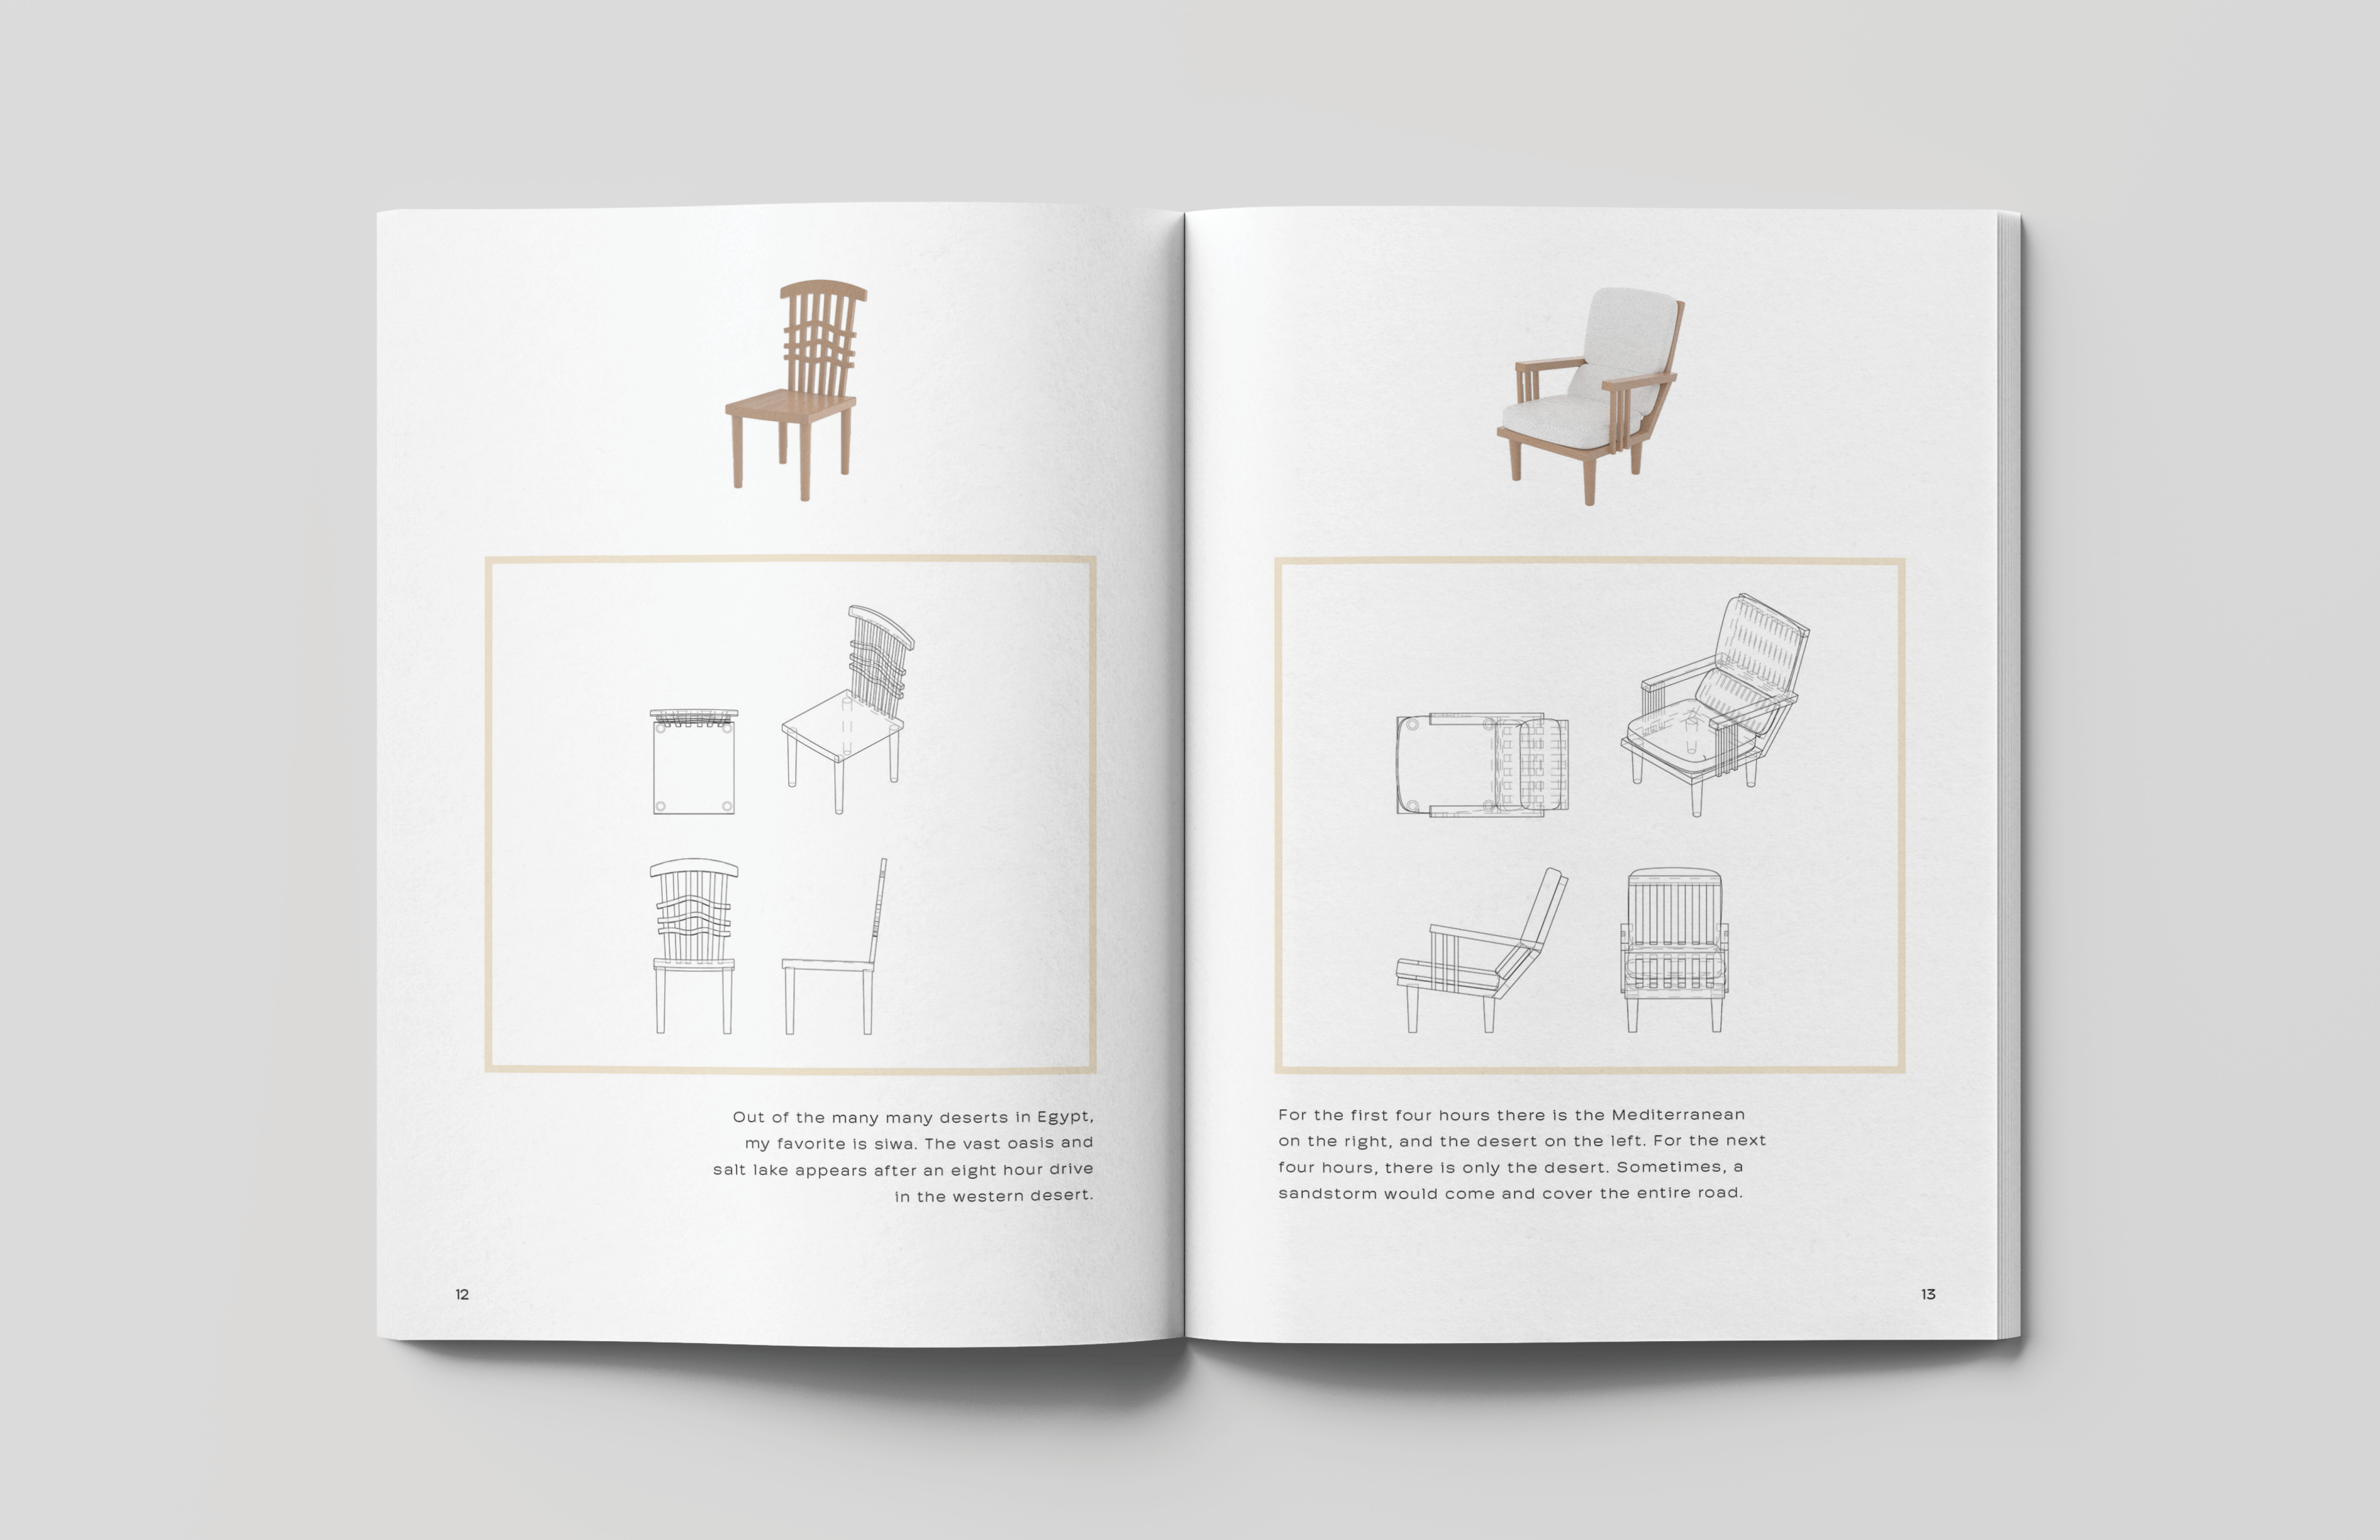 Out of the many many deserts in Egypt,
my favorite is siwa. The vast oasis and
salt lake appears after an eight hour drive
in the western desert.
12
For the first four hours there is the Mediterranean
on the right, and the desert on the left. For the next
four hours, there is only the desert. Sometimes, a
sandstorm would come and cover the entire road.
13